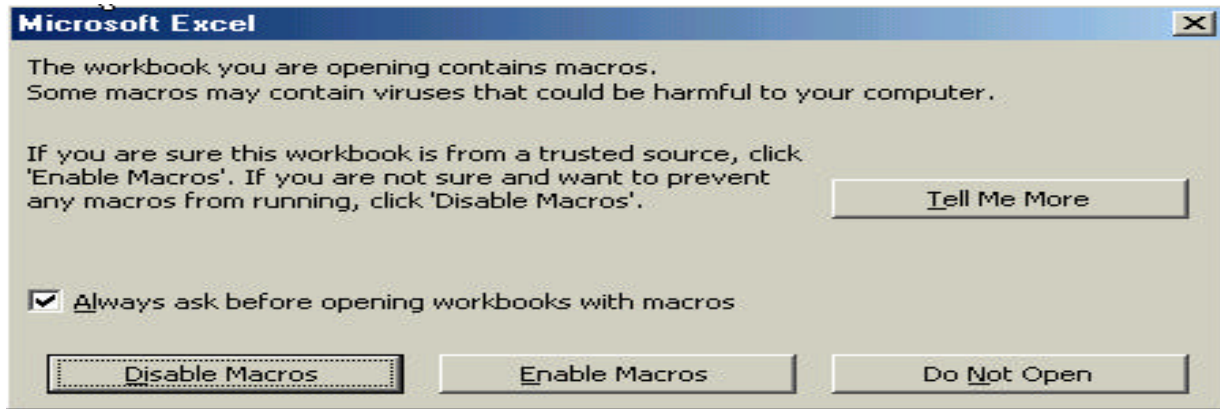 Microsoft Excel
The workbook you are opening contains macros.
Some macros may contain viruses that could be harmful to your computer.
If you are sure this workbook is from a trusted source, click
'Enable Macros'. If you are not sure and want to prevent
any macros from running, click 'Disable Macros'.
Tell Me More
Always ask before opening workbooks with macros
Disable Macros
Enable Macros
Do Not Open